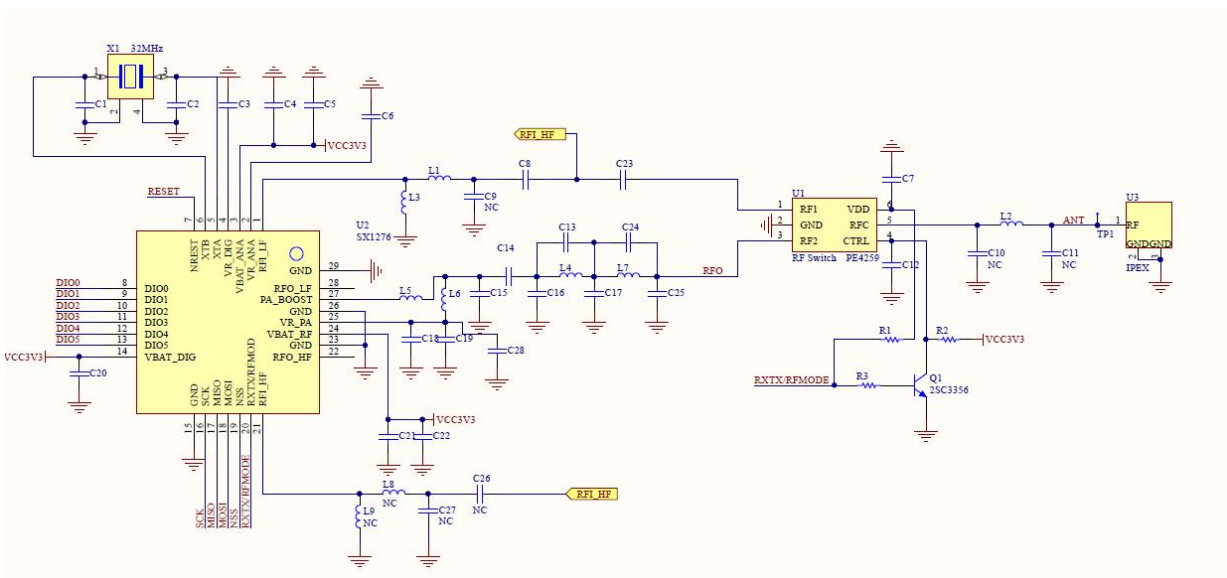 X1 32MHz
1
3
2
4
C1
C2
C3
C4
C5
C6
VCC3V3
RESET
7
6
5
4
3
2
1
NREST
XTB
XTA
VR_DIG
VBAT_ANA
VR_ANA
RFI_LF
U2
SX1276
DIO0
8
DIO0
DIO1
9
DIO1
DIO2
10
DIO2
DIO3
11
DIO3
DIO4
12
DIO4
DIO5
13
DIO5
VCC3V3
14
VBAT_DIG
C20
GND
29
RFO_LF
28
PA_BOOST
27
GND
26
VR_PA
25
VBAT_RF
24
GND
23
RFO_HF
22
GND
SCK
MISO
MOSI
NSS
RXTX/RFMOD
RFI_HF
15
16
17
18
19
20
21
SCK
MISO
MOSI
NSS
RXTX/RFMODE
L3
L1
C9
NC
C8
RFI_HF
C23
L5
L6
C15
C14
C13
C24
L4
L7
C16
C17
C25
RFO
C18
C19
C28
C21
C22
VCC3V3
L9
NC
L8
NC
C27
NC
C26
NC
RFI_HF
C7
U1
1
RF1
2
GND
3
RF2
VDD
6
RFC
5
CTRL
4
RF Switch PE4259
C12
C10
NC
L2
C11
NC
ANT
TP1
U3
1
RF
GND
GND
2
3
IPEX
R1
R2
VCC3V3
RXTX/RFMODE
R3
Q1
2SC3356